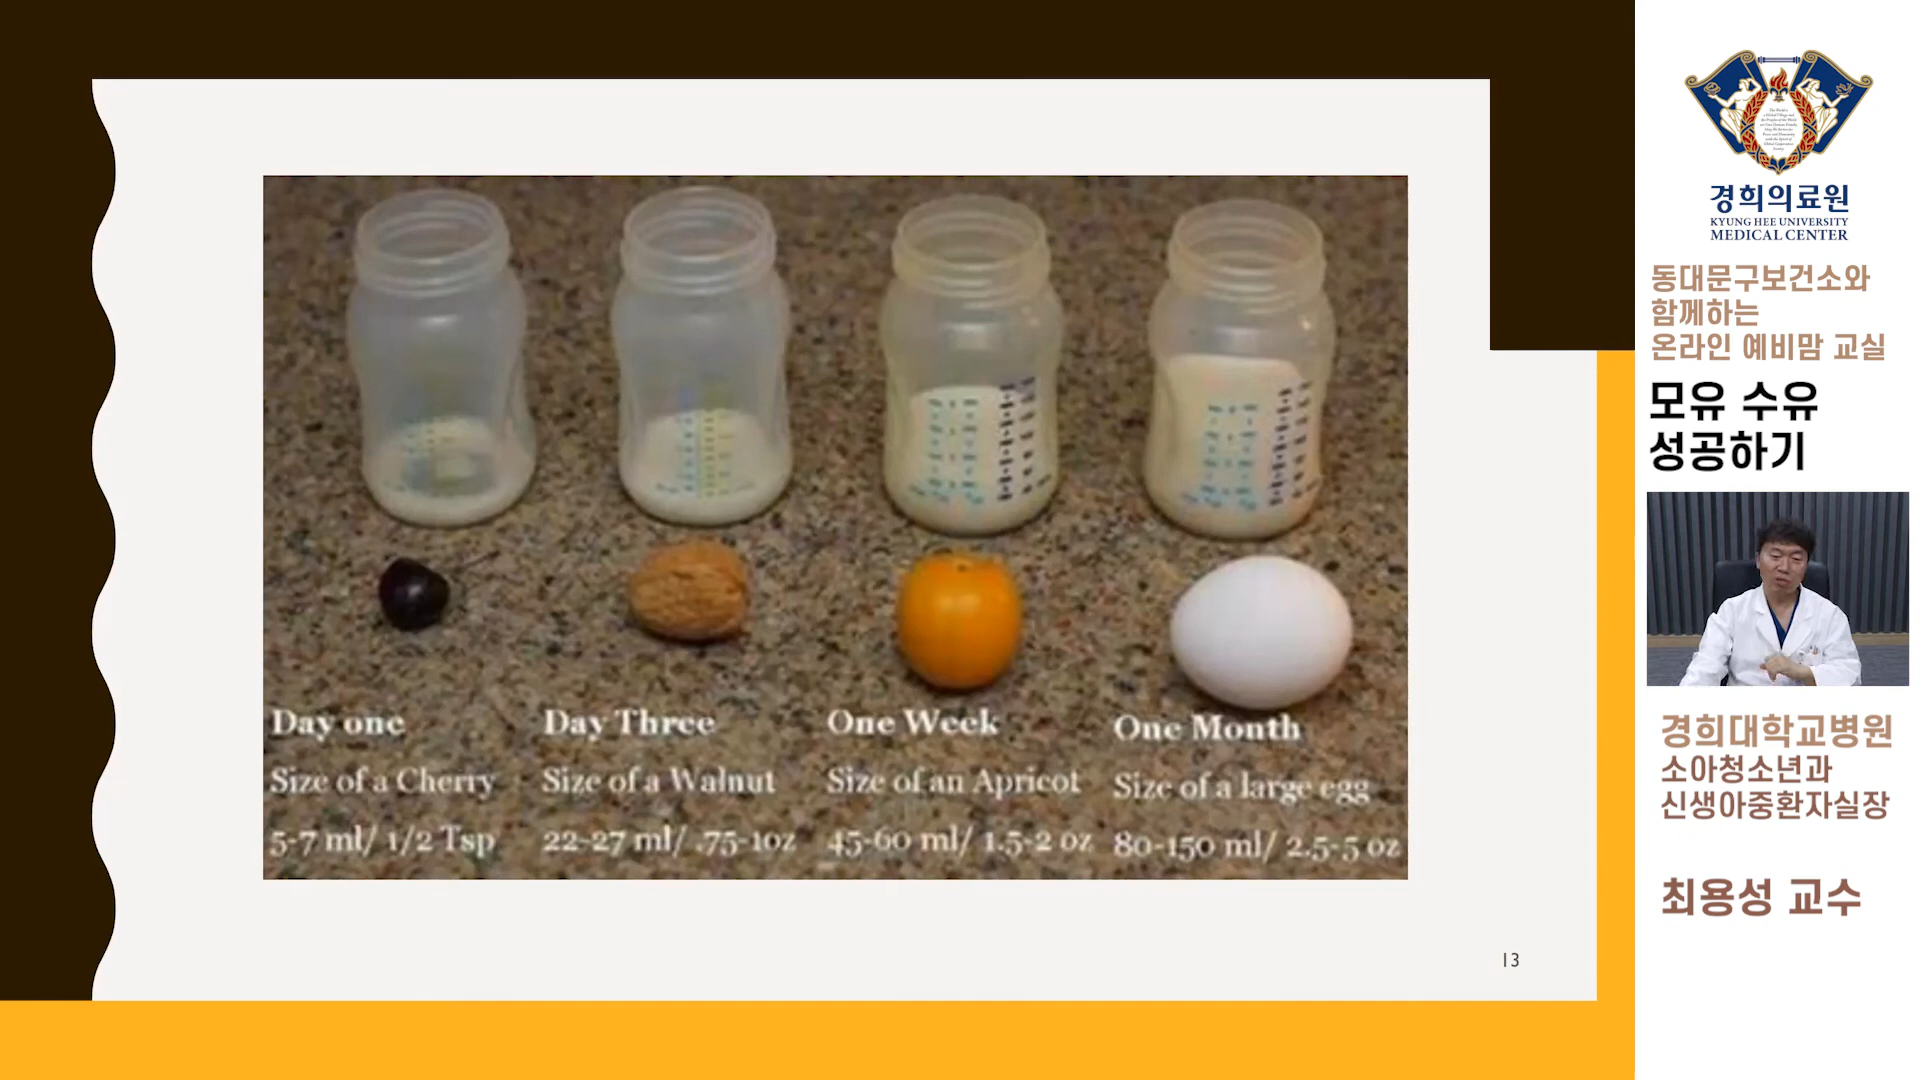 Day one
Size of a Cherry
5-7 ml/ 1/2 Tsp
Day Three
Size of a Walnut
22-27 ml/ .75-1oz
One Week
Size of an Apricot
45-60 ml/ 1.5-2 oz
One Month
Size of a large egg
80-150 ml/ 2.5-5 oz
13
경희의료원
KYUNG HEE UNIVERSITY
MEDICAL CENTER
동대문구보건소와
함께하는
온라인 예비맘 교실
모유 수유
성공하기
경희대학교병원
소아청소년과
신생아중환자실장
최용성 교수